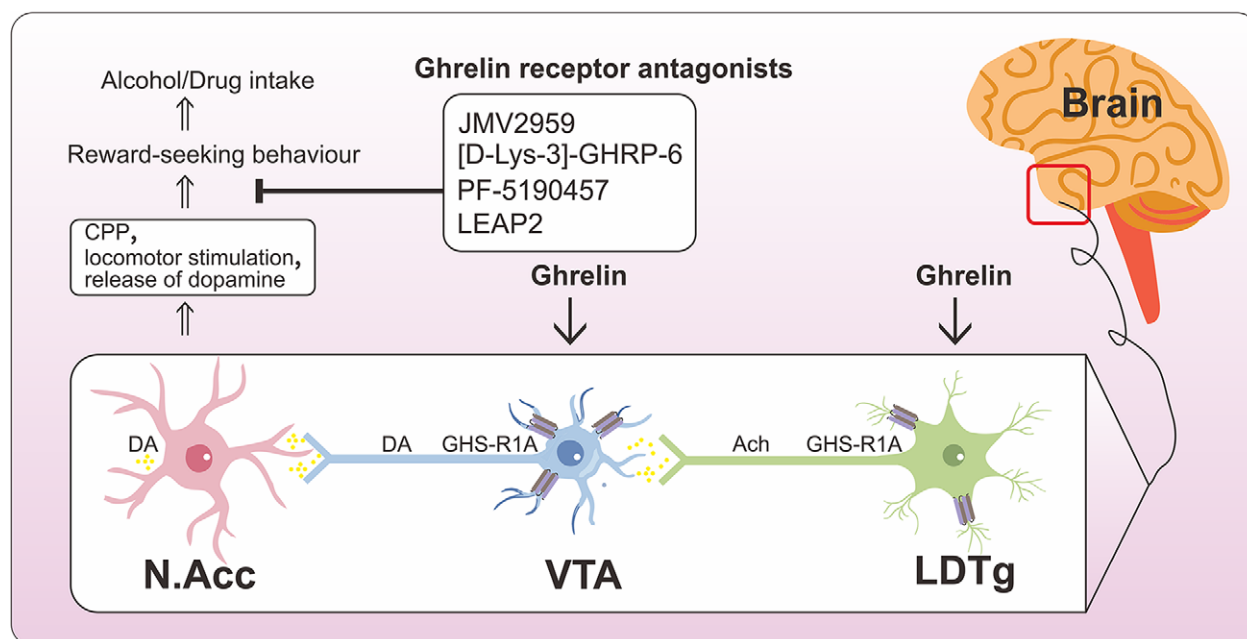 Alcohol/Drug intake
Reward-seeking behaviour
CPP,
locomotor stimulation,
release of dopamine
Ghrelin receptor antagonists
JMV2959
[D-Lys-3]-GHRP-6
PF-5190457
LEAP2
Brain
Ghrelin
Ghrelin
DA
DA
GHS-R1A
Ach
GHS-R1A
N.Acc
VTA
LDTg